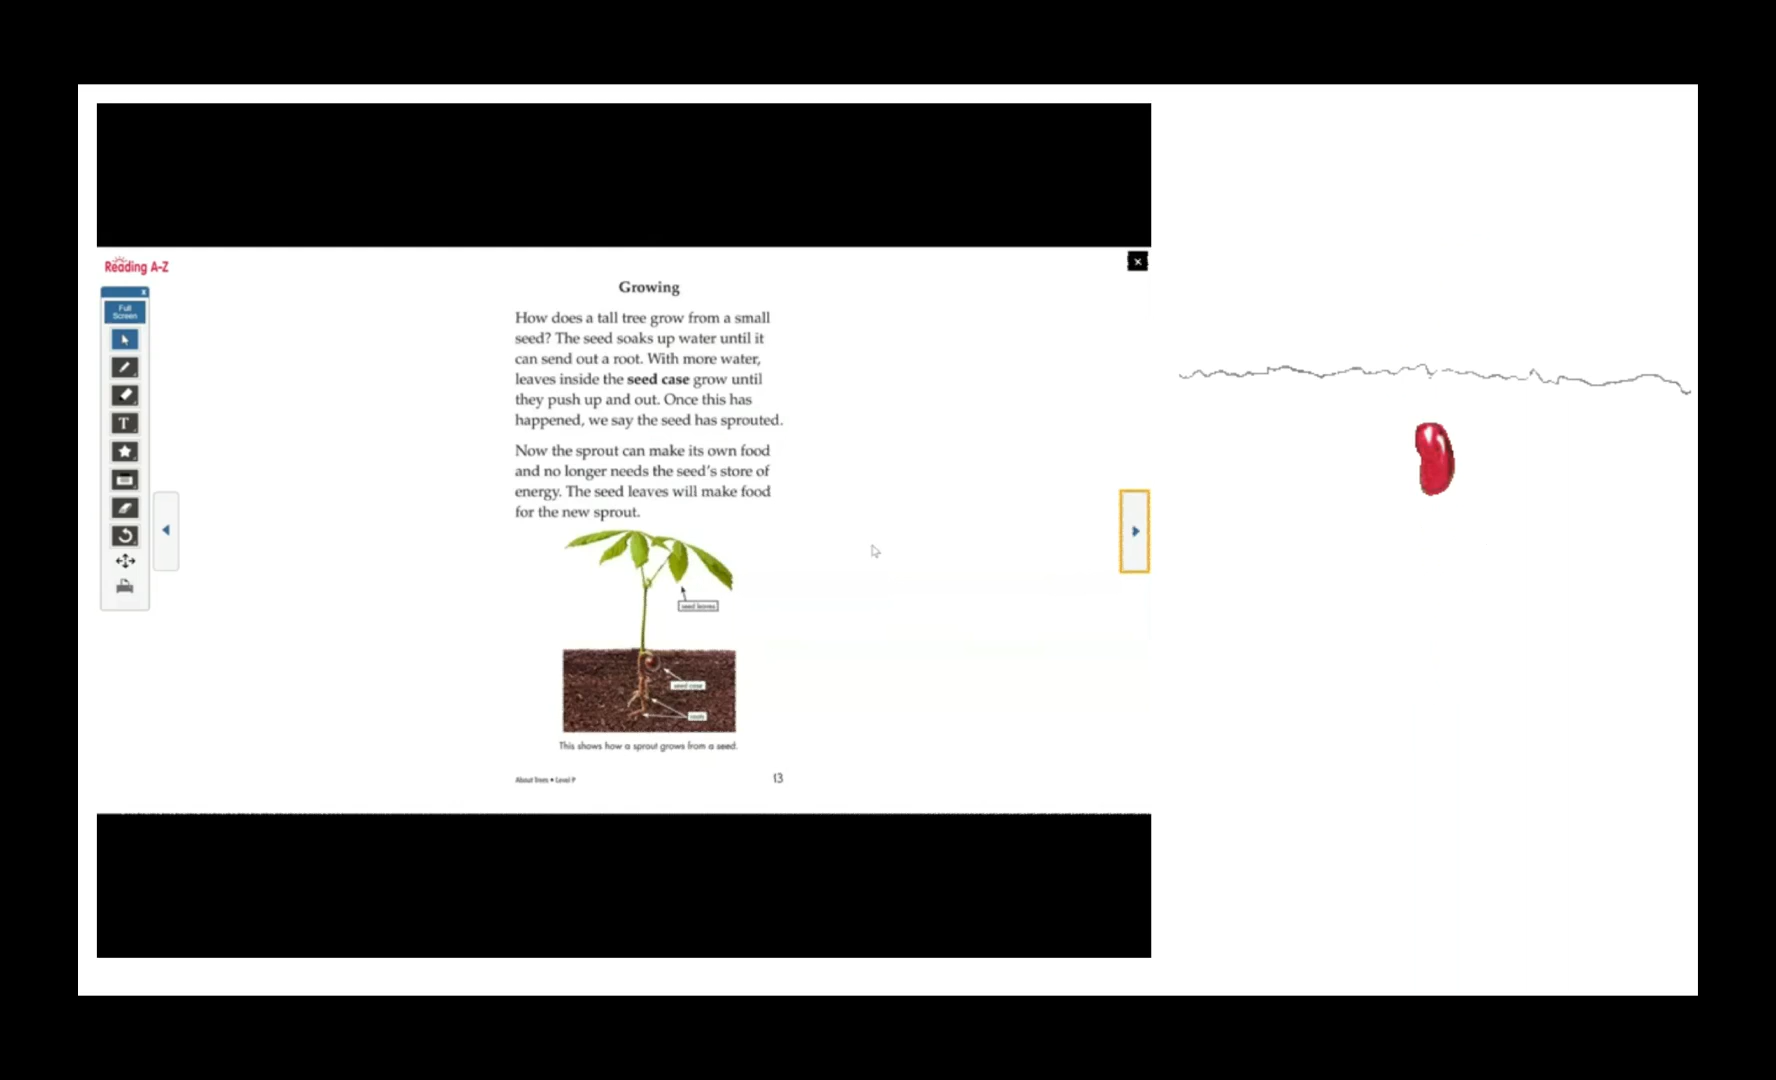 Reading A-Z
x
Full
Screen
T
Growing
How does a tall tree grow from a small
seed? The seed soaks up water until it
can send out a root. With more water,
leaves inside the seed case grow until
they push up and out. Once this has
happened, we say the seed has sprouted.
Now the sprout can make its own food
and no longer needs the seed's store of
energy. The seed leaves will make food
for the new sprout.
seed leaves
seed case
roots
This shows how a sprout grows from a seed.
About Trees • Level P
13